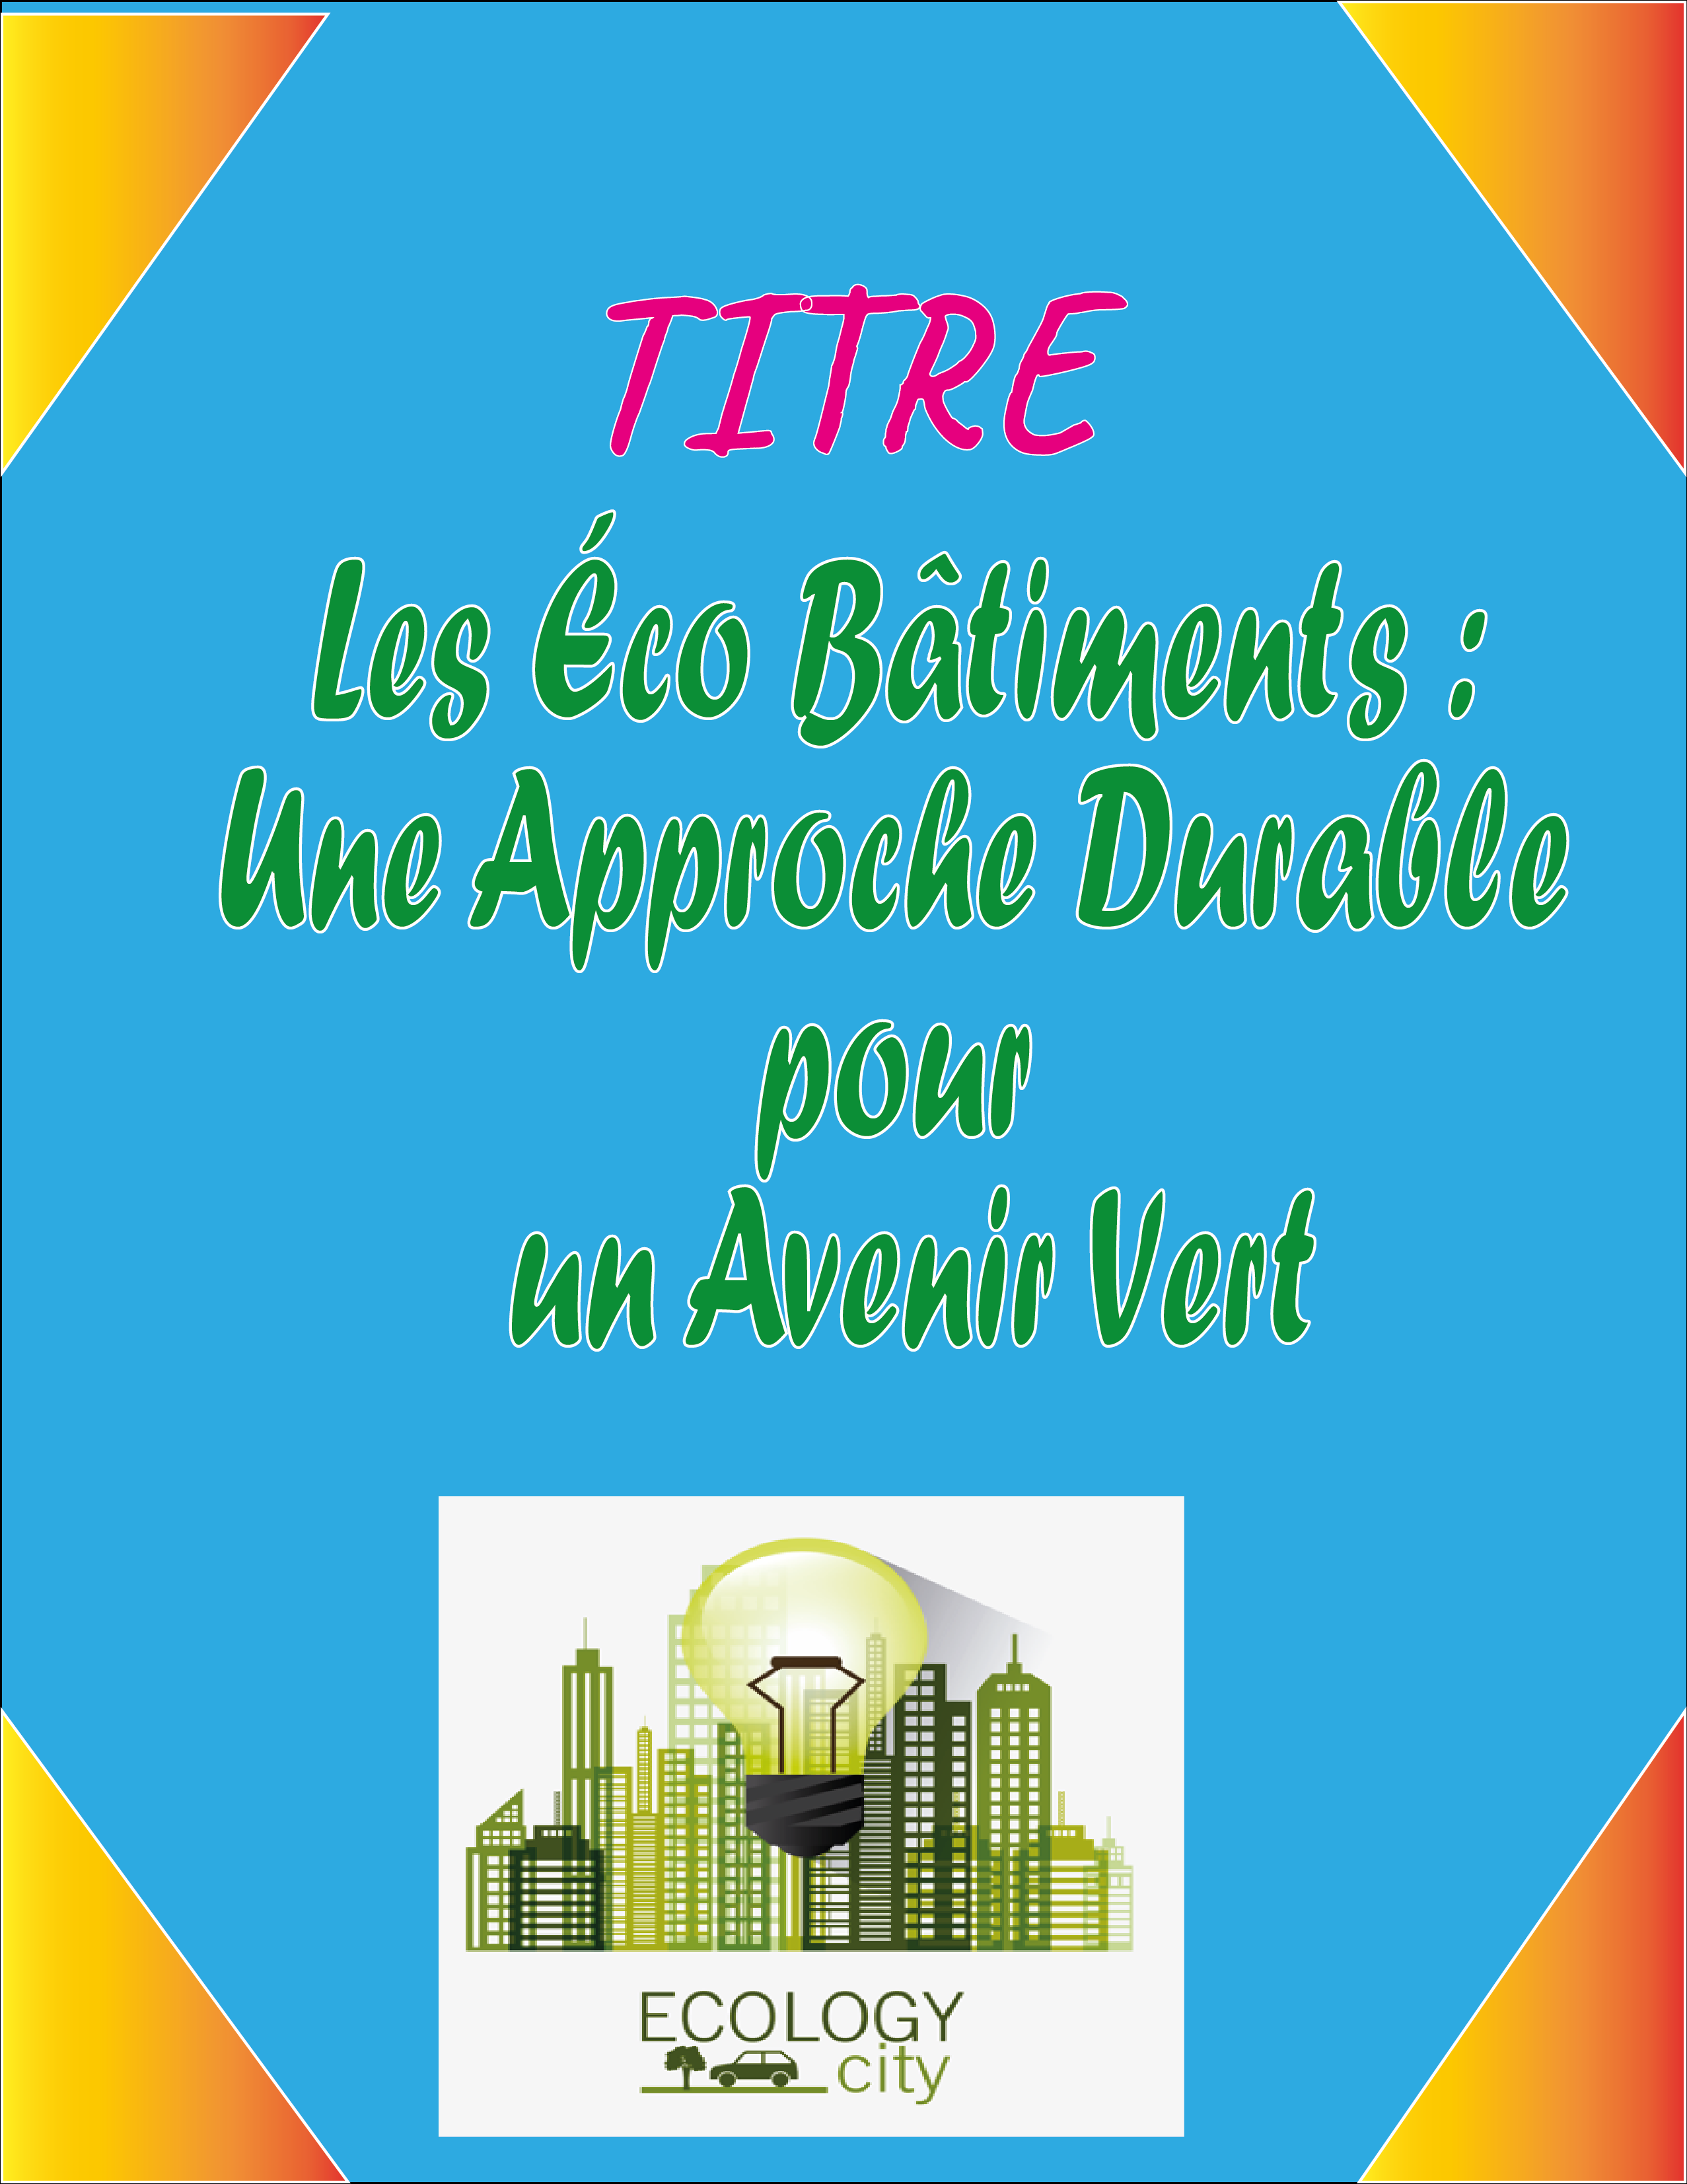 TITRE
Les Éco Bâtiments :
Une Approche Durable
pour
un Avenir Vert
ECOLOGY
city